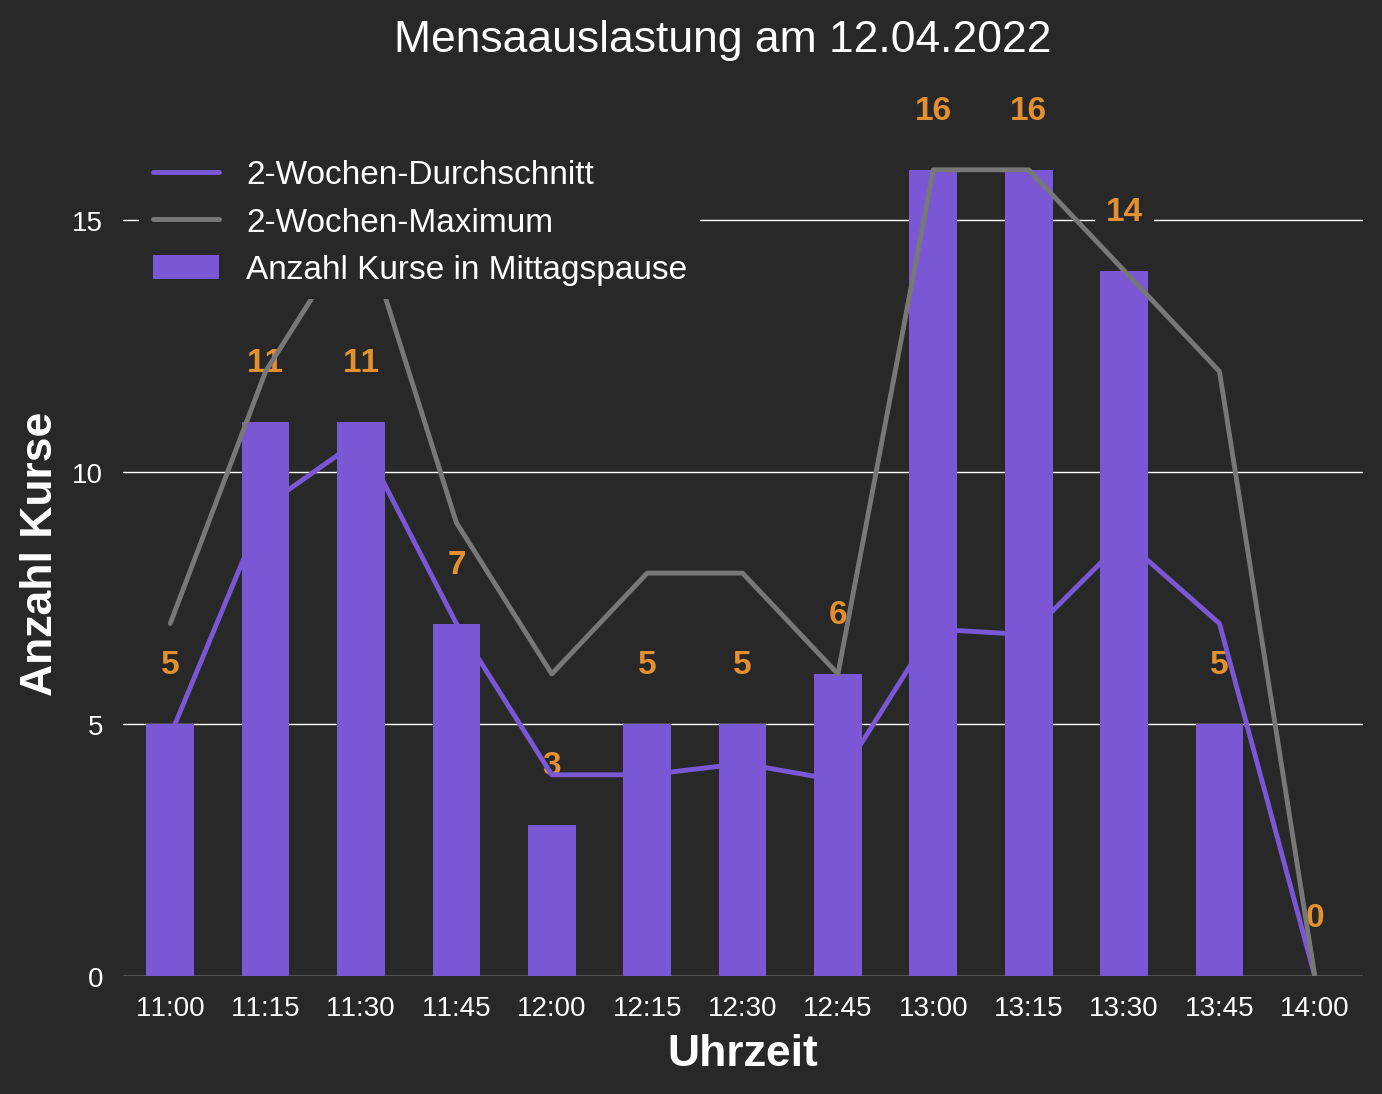 Mensaauslastung am 12.04.2022
16 16
2-Wochen-Durchschnitt
2-Wochen-Maximum
Anzahl Kurse in Mittagspause
14
15
11 11
10
7
6
5 5 5 5
5
3
0
0
Anzahl Kurse
11:00 11:15 11:30 11:45 12:00 12:15 12:30 12:45 13:00 13:15 13:30 13:45 14:00
Uhrzeit